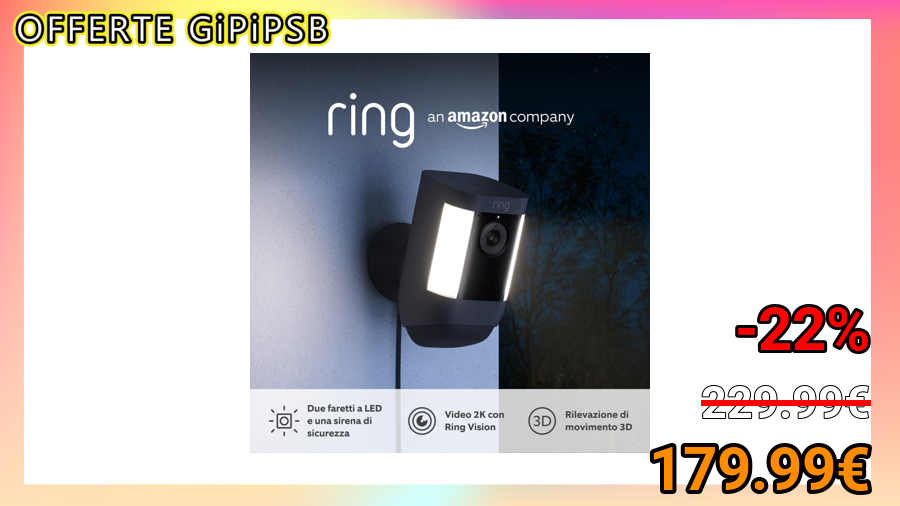 OFFERTE GiPiPSB
ring an amazon company
ring
Due faretti a LED
e una sirena di
sicurezza
Video 2K con
Ring Vision
3D
Rilevazione di
movimento 3D
-22%
229.99€
179.99€